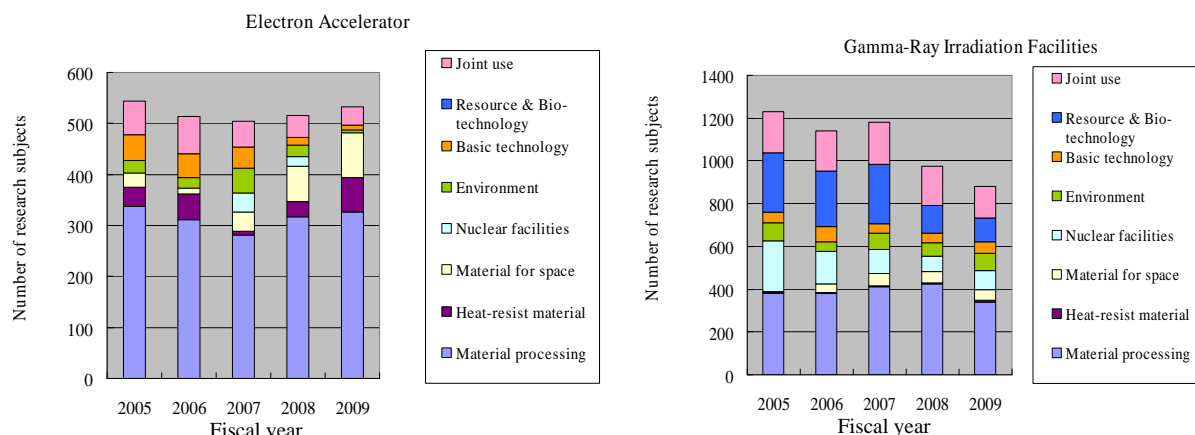 Electron Accelerator
Number of research subjects
600
500
400
300
200
100
0
2005 2006 2007 2008 2009
Fiscal year
Joint use
Resource & Bio-
technology
Basic technology
Environment
Nuclear facilities
Material for space
Heat-resist material
Material processing
Gamma-Ray Irradiation Facilities
Number of research subjects
1400
1200
1000
800
600
400
200
0
2005 2006 2007 2008 2009
Fiscal year
Joint use
Resource & Bio-
technology
Basic technology
Environment
Nuclear facilities
Material for space
Heat-resist material
Material processing